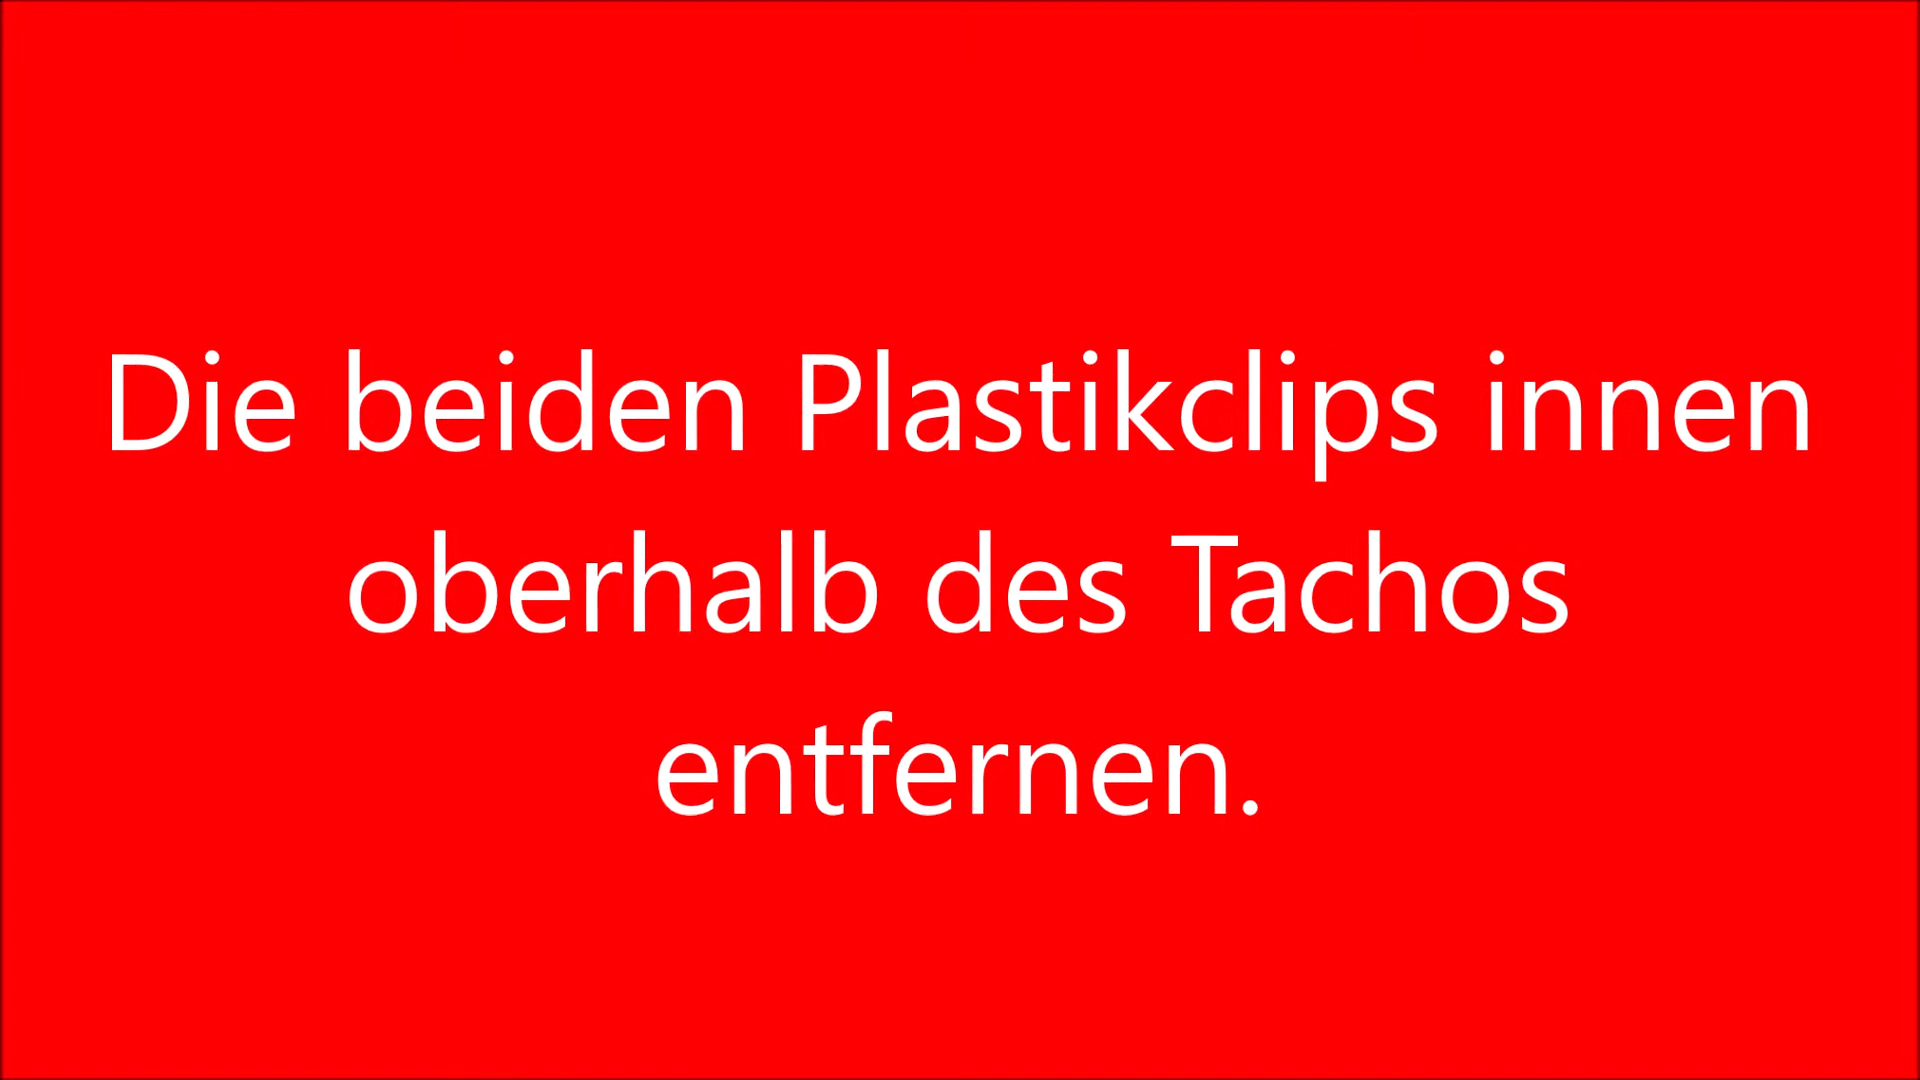 Die beiden Plastikclips innen
oberhalb des Tachos
entfernen.